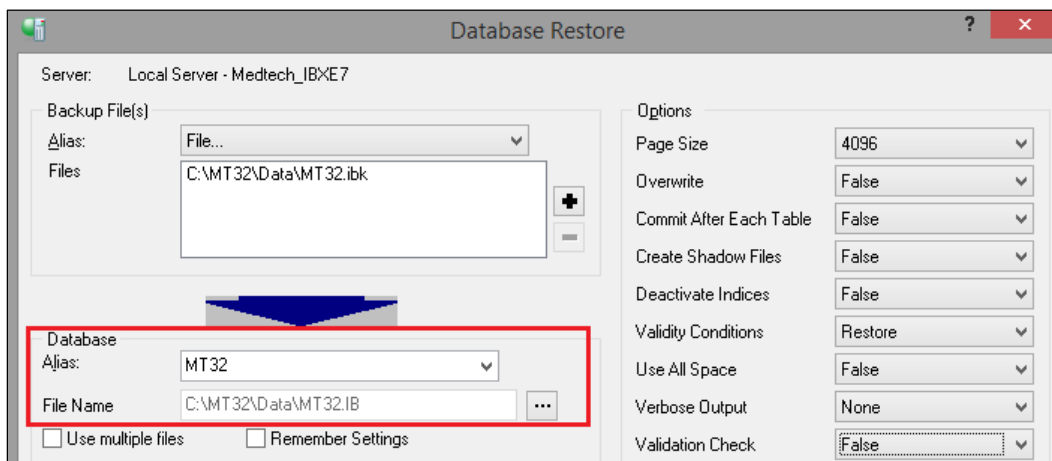 Database Restore
?
Server: Local Server - Medtech_IBXE7
Backup File(s)
Alias: File...
Files C:\MT32\Data\MT32.ibk
Database
Alias: MT32
File Name C:\MT32\Data\MT32.IB ...
Use multiple files Remember Settings
Options
Page Size 4096
Overwrite False
Commit After Each Table False
Create Shadow Files False
Deactivate Indices False
Validity Conditions Restore
Use All Space False
Verbose Output None
Validation Check False